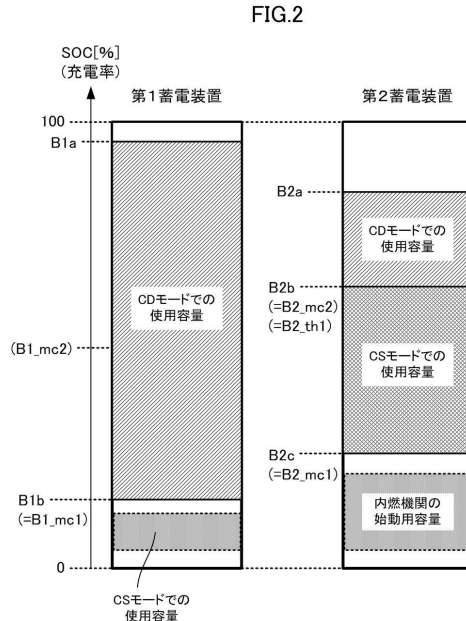 FIG.2
SOC[%]
(充電率)
第1蓄電装置
第2蓄電装置
100
B1a
B2a
CDモードでの
使用容量
CDモードでの
使用容量
B2b
(=B2_mc2)
(=B2_th1)
(B1_mc2)
CSモードでの
使用容量
B2c
(=B2_mc1)
B1b
(=B1_mc1)
内燃機関の
始動用容量
0
CSモードでの
使用容量